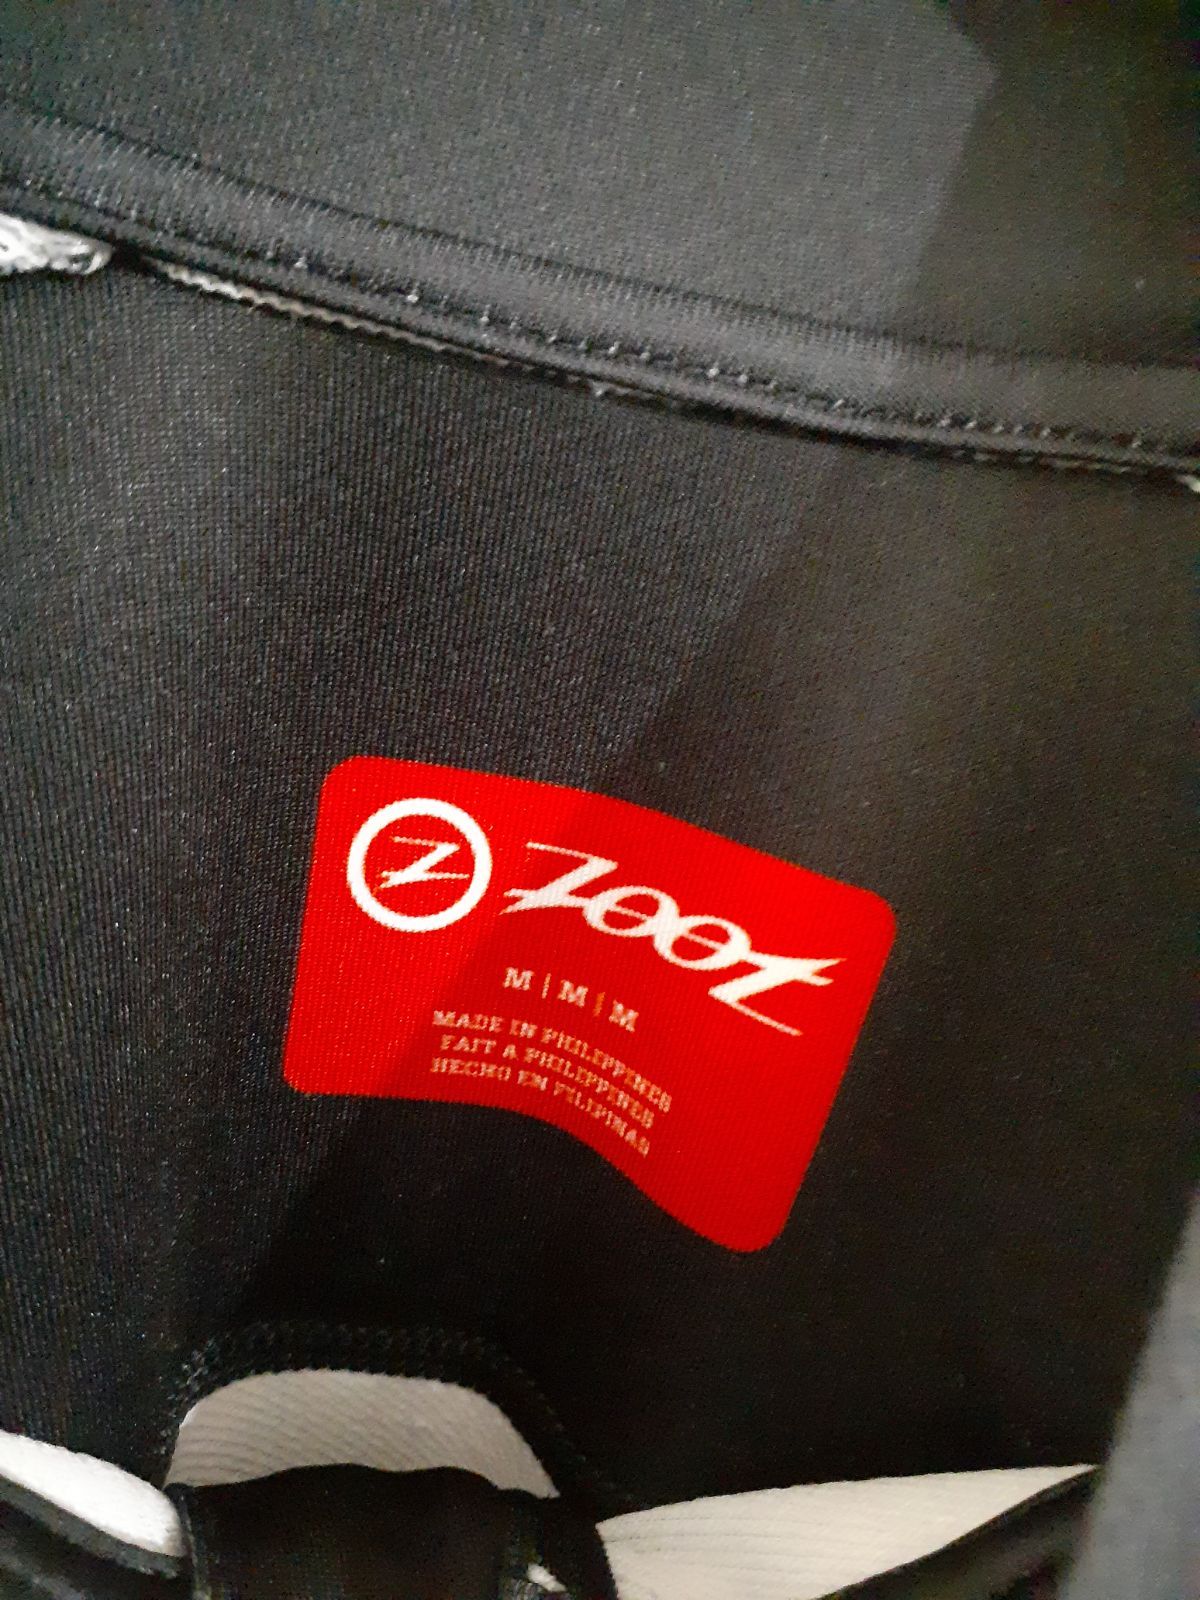 Z zoot
M | M | M
MADE IN PHILIPPINES
FAIT A PHILIPPINES
HECHO EN FILIPINAS